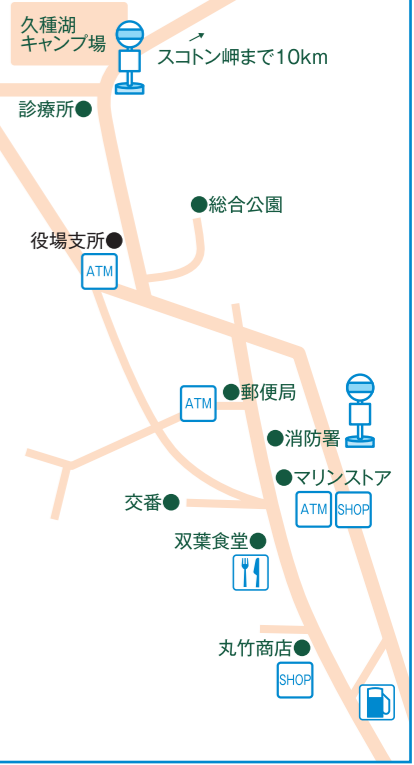 久種湖
キャンプ場
スコトン岬まで10km
診療所
総合公園
役場支所
ATM
郵便局
ATM
消防署
マリンストア
ATM
SHOP
交番
双葉食堂
丸竹商店
SHOP